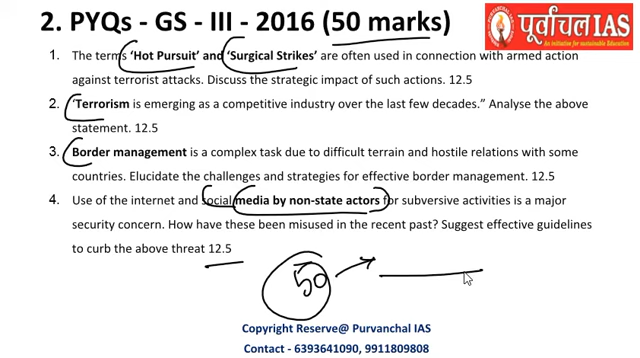 2. PYQs - GS - III - 2016 (50 marks)
पूर्वांचल IAS
An initiative for sustainable Education
1. The terms ‘Hot Pursuit’ and ‘Surgical Strikes’ are often used in connection with armed action
against terrorist attacks. Discuss the strategic impact of such actions. 12.5
2. ‘Terrorism is emerging as a competitive industry over the last few decades.” Analyse the above
statement. 12.5
3. Border management is a complex task due to difficult terrain and hostile relations with some
countries. Elucidate the challenges and strategies for effective border management. 12.5
4. Use of the internet and social media by non-state actors for subversive activities is a major
security concern. How have these been misused in the recent past? Suggest effective guidelines
to curb the above threat 12.5
50
Copyright Reserve@ Purvanchal IAS
Contact - 6393641090, 9911809808